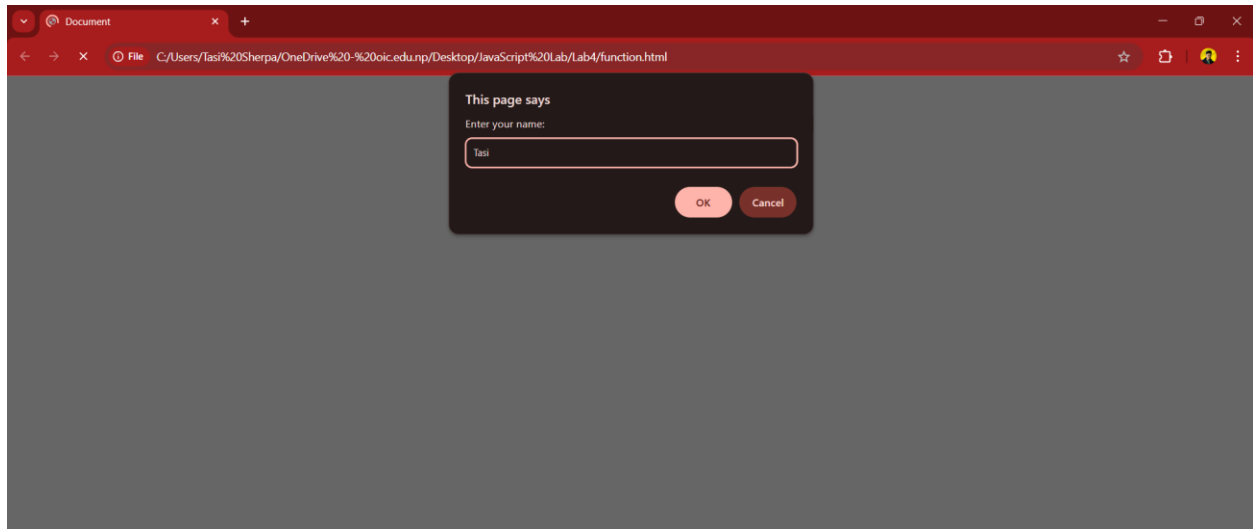 Document
File C:/Users/Tasi%20Sherpa/OneDrive%20-%20oic.edu.np/Desktop/JavaScript%20Lab/Lab4/function.html
This page says
Enter your name:
Tasi
OK Cancel